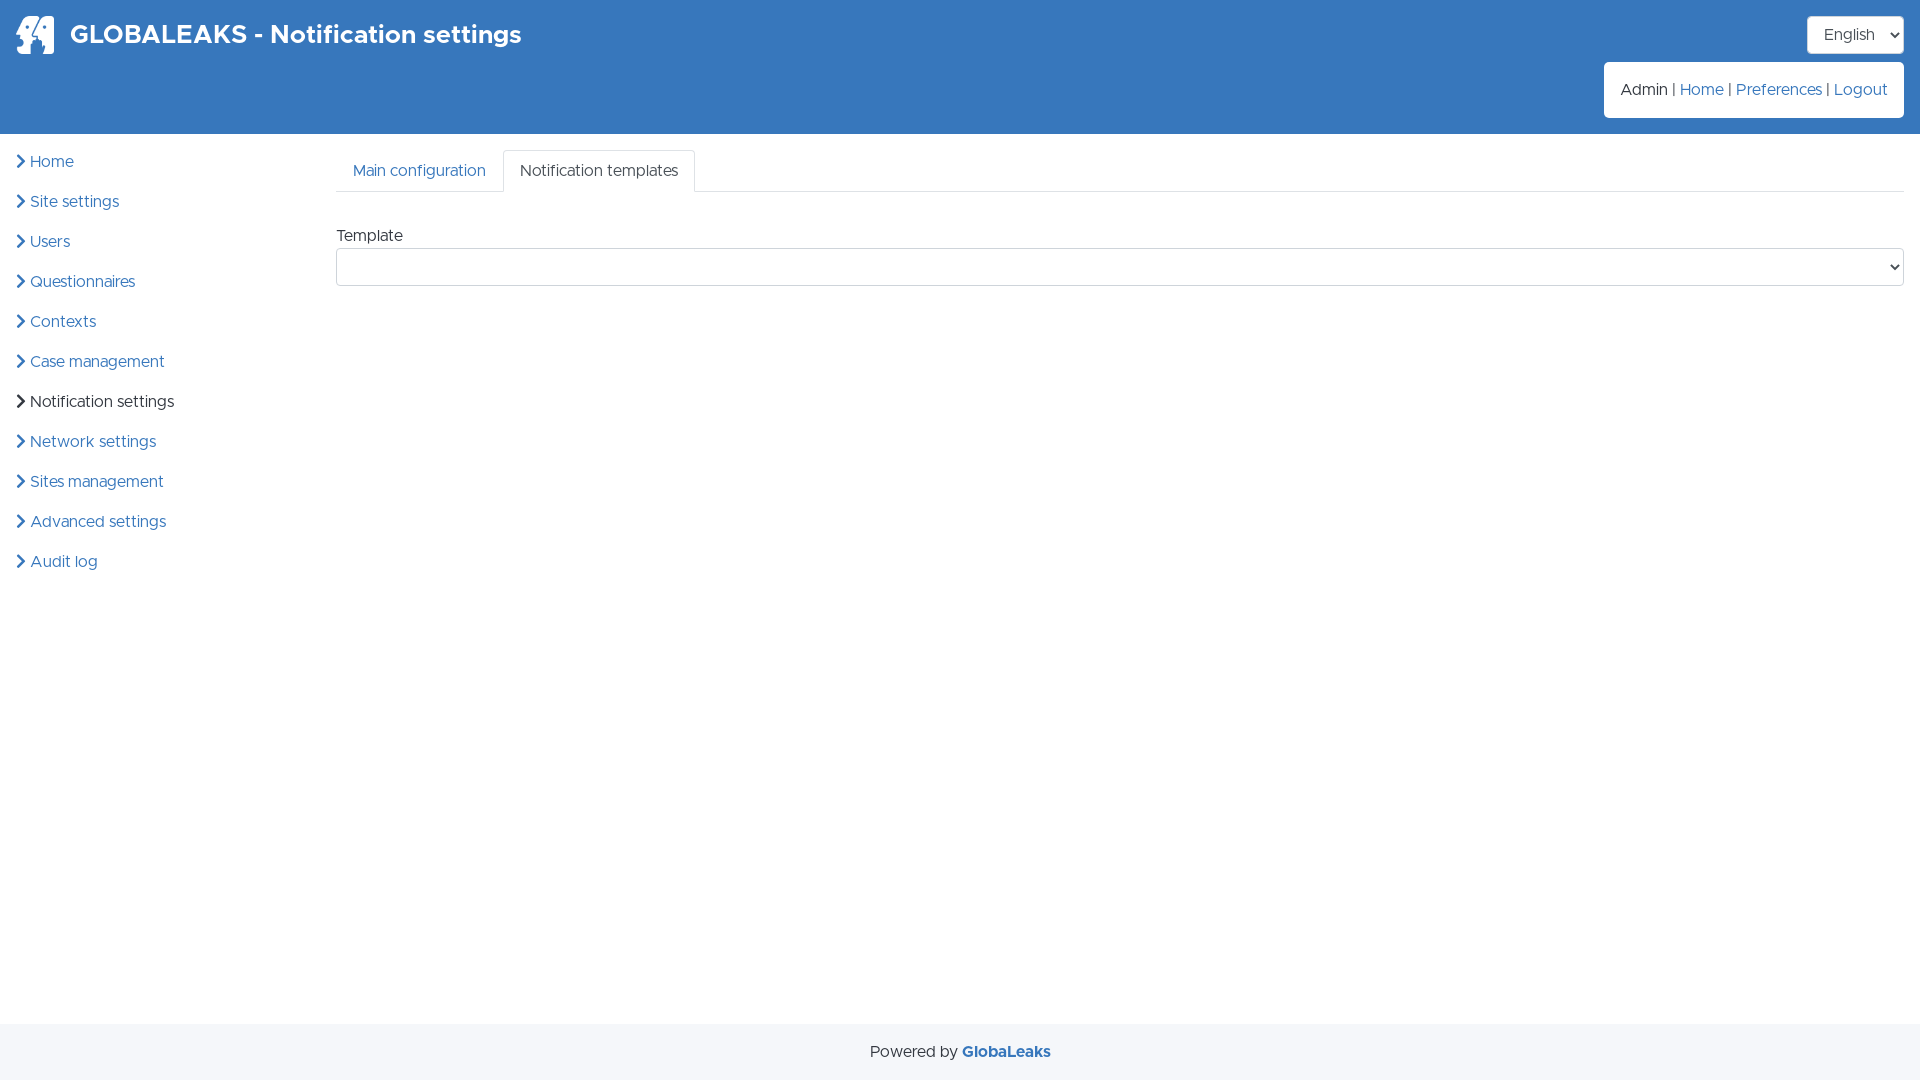 GLOBALEAKS - Notification settings
English
Admin | Home | Preferences | Logout
Home
Site settings
Users
Questionnaires
Contexts
Case management
Notification settings
Network settings
Sites management
Advanced settings
Audit log
Main configuration
Notification templates
Template
Powered by GlobaLeaks